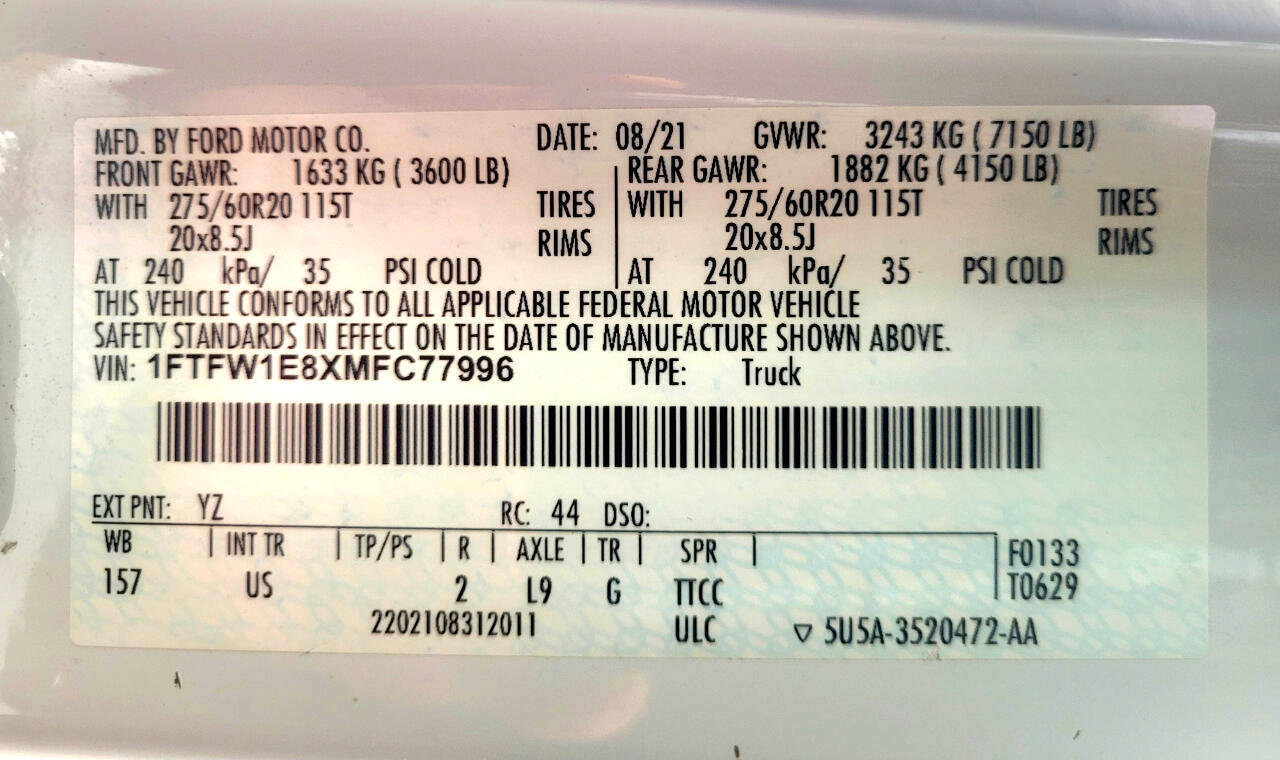 MFD. BY FORD MOTOR CO. DATE: 08/21 GVWR: 3243 KG ( 7150 LB)
FRONT GAWR: 1633 KG ( 3600 LB) REAR GAWR: 1882 KG ( 4150 LB)
WITH 275/60R20 115T TIRES WITH 275/60R20 115T TIRES
20x8.5J RIMS 20x8.5J RIMS
AT 240 kPa/ 35 PSI COLD AT 240 kPa/ 35 PSI COLD
THIS VEHICLE CONFORMS TO ALL APPLICABLE FEDERAL MOTOR VEHICLE
SAFETY STANDARDS IN EFFECT ON THE DATE OF MANUFACTURE SHOWN ABOVE.
VIN: 1FTFW1E8XMFC77996 TYPE: Truck
EXT PNT: YZ RC: 44 DSO:
WB INT TR TP/PS R AXLE TR SPR F0133
157 US 2 L9 G TTCC T0629
2202108312011 ULC ▽ 5U5A-3520472-AA